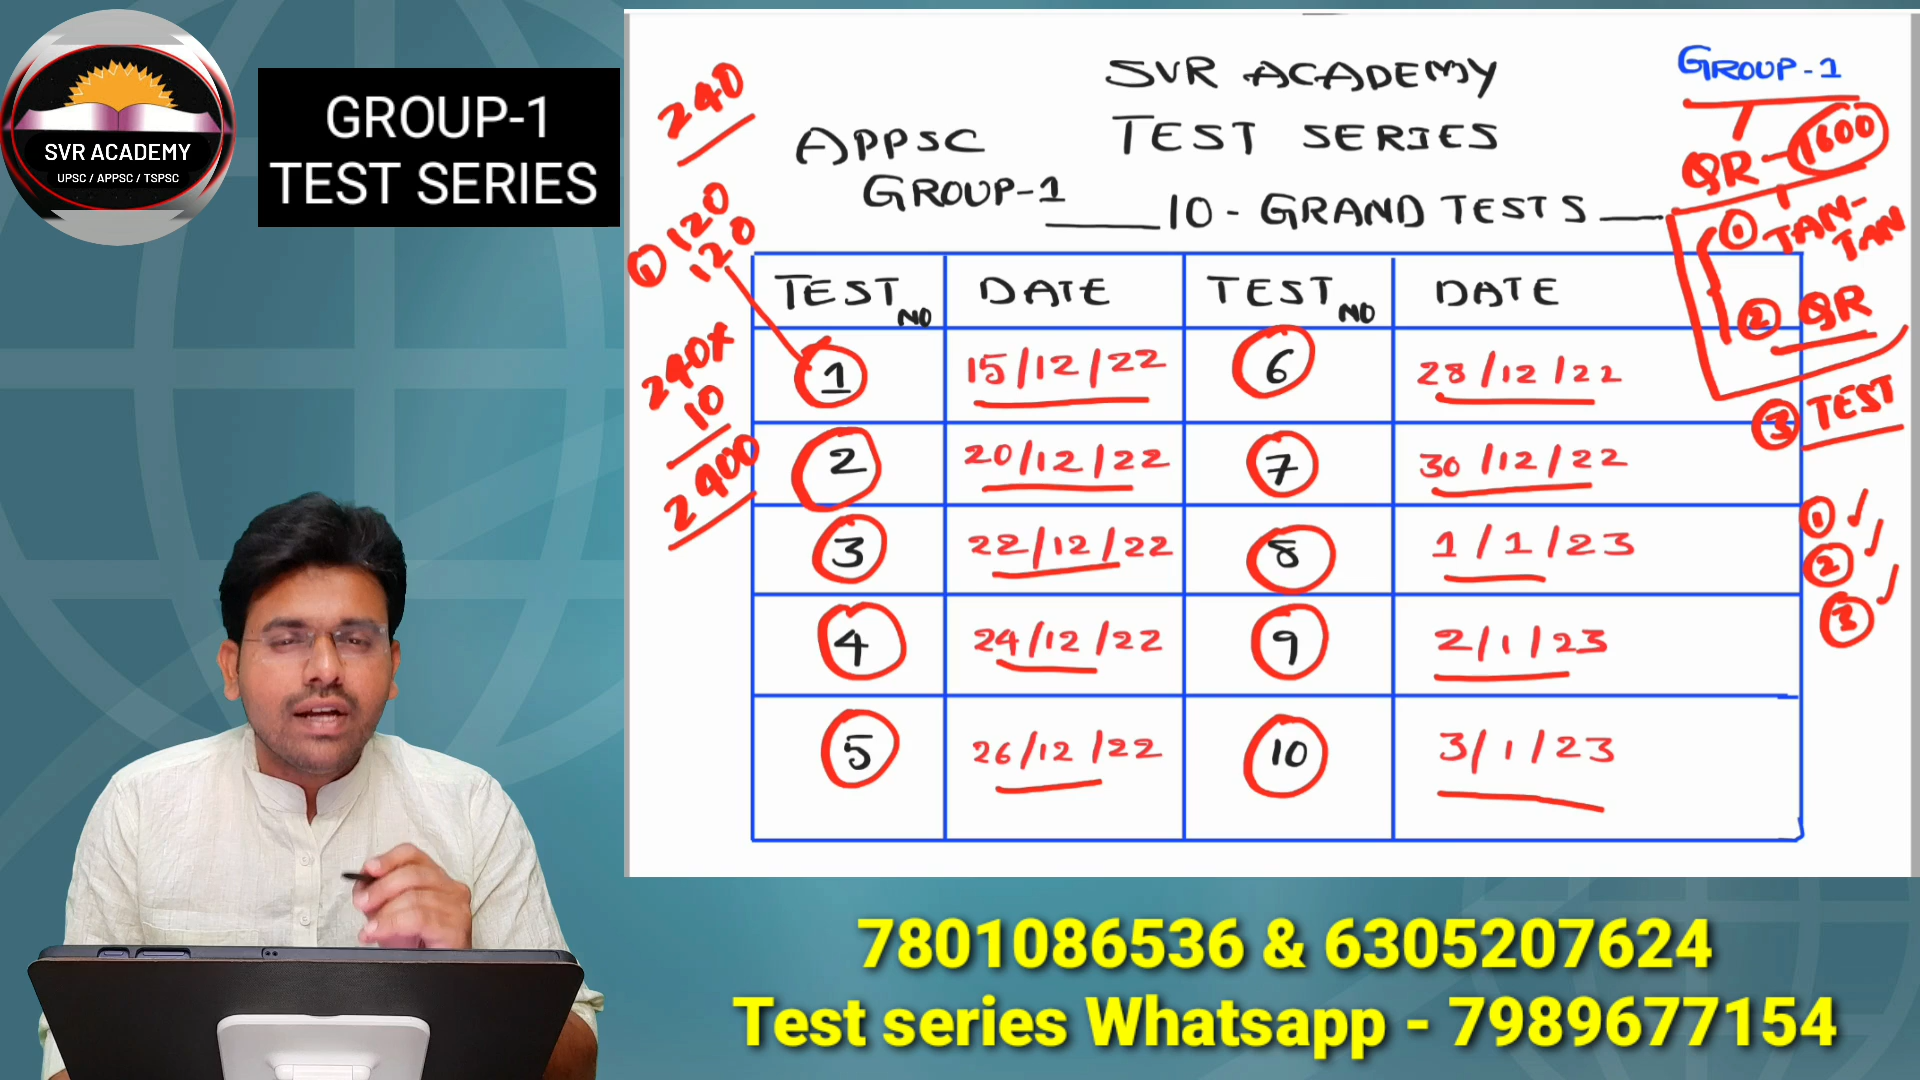 SVR ACADEMY
UPSC / APPSC / TSPSC
GROUP-1
TEST SERIES
SVR ACADEMY
TEST SERIES
APPSC
GROUP-1
10 - GRAND TESTS
GROUP-1
QR - 1600
1 TAN-
TAN
2 QR
3 TEST
1
2
3
240
1 120
120
240x
10
2400
TEST NO DATE TEST NO DATE
1 15/12/22 6 28/12/22
2 20/12/22 7 30/12/22
3 22/12/22 8 1/1/23
4 24/12/22 9 2/1/23
5 26/12/22 10 3/1/23
7801086536 & 6305207624
Test series Whatsapp - 7989677154